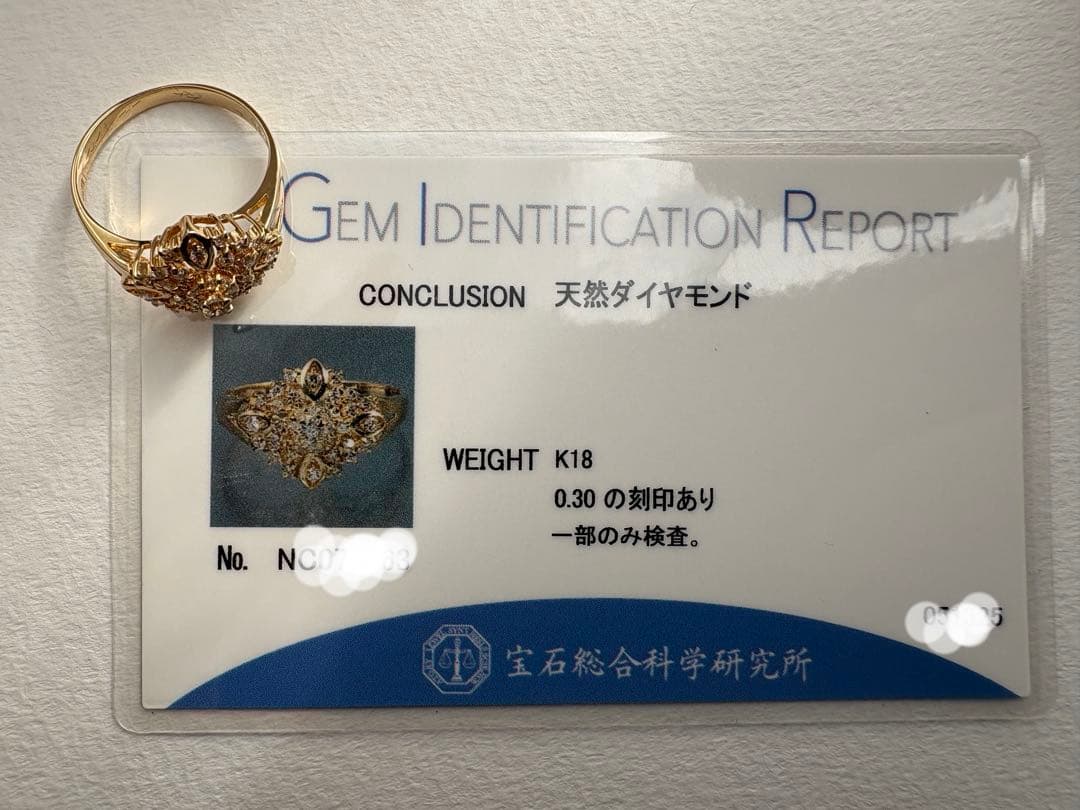 GEM IDENTIFICATION REPORT
CONCLUSION 天然ダイヤモンド
WEIGHT K18
0.30 の刻印あり
一部のみ検査。
No.
宝石総合科学研究所